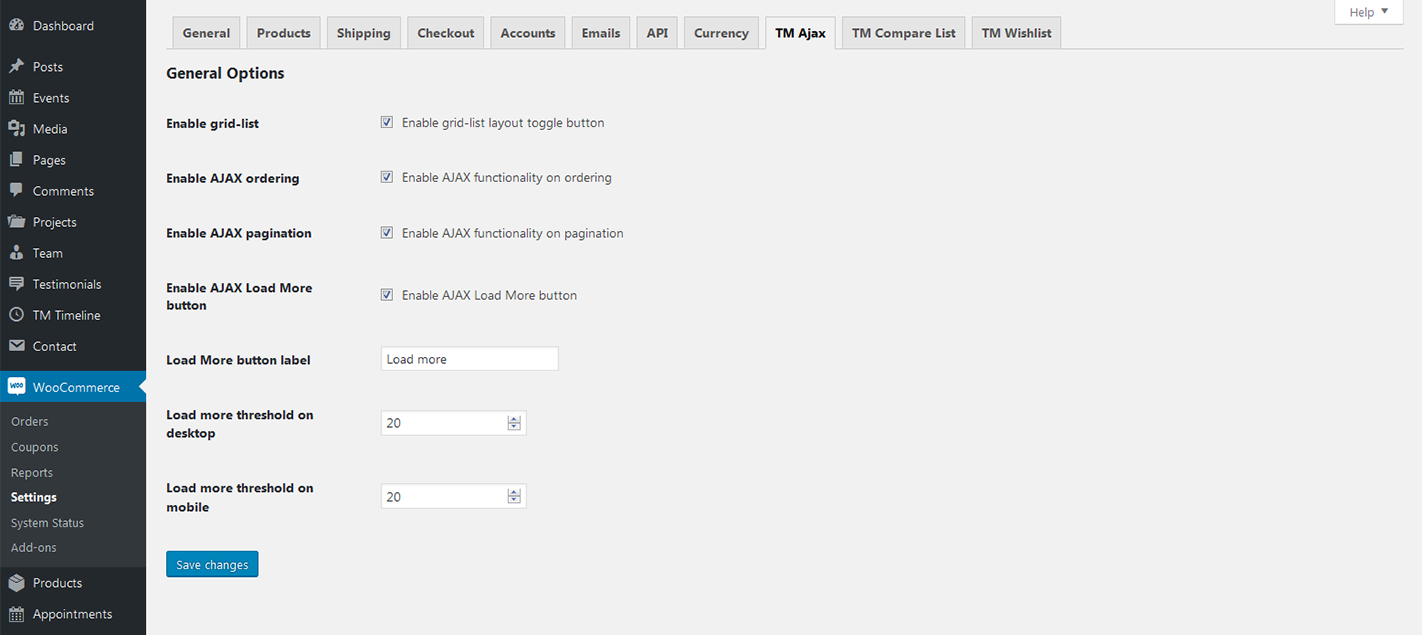 Dashboard
Posts
Events
Media
Pages
Comments
Projects
Team
Testimonials
TM Timeline
Contact
woo WooCommerce
Orders
Coupons
Reports
Settings
System Status
Add-ons
Products
Appointments
Help
General Products Shipping Checkout Accounts Emails API Currency TM Ajax TM Compare List TM Wishlist
General Options
Enable grid-list Enable grid-list layout toggle button
Enable AJAX ordering Enable AJAX functionality on ordering
Enable AJAX pagination Enable AJAX functionality on pagination
Enable AJAX Load More
button
Enable AJAX Load More button
Load More button label Load more
Load more threshold on
desktop
20
Load more threshold on
mobile
20
Save changes